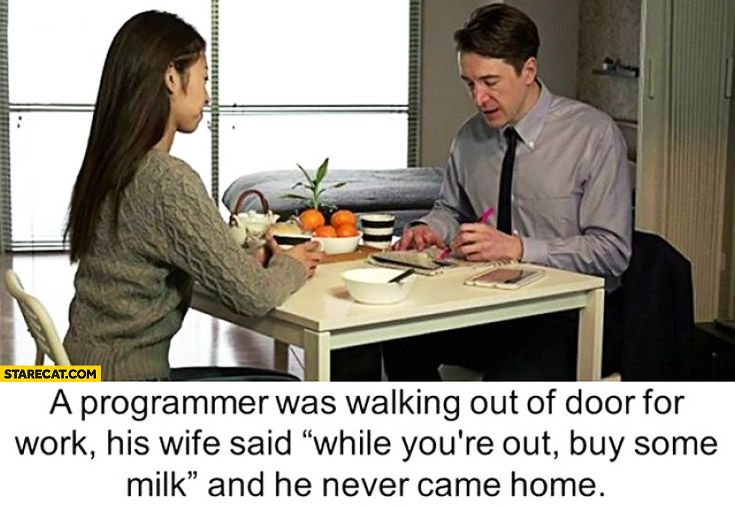 STARECAT.COM
A programmer was walking out of door for
work, his wife said “while you're out, buy some
milk” and he never came home.